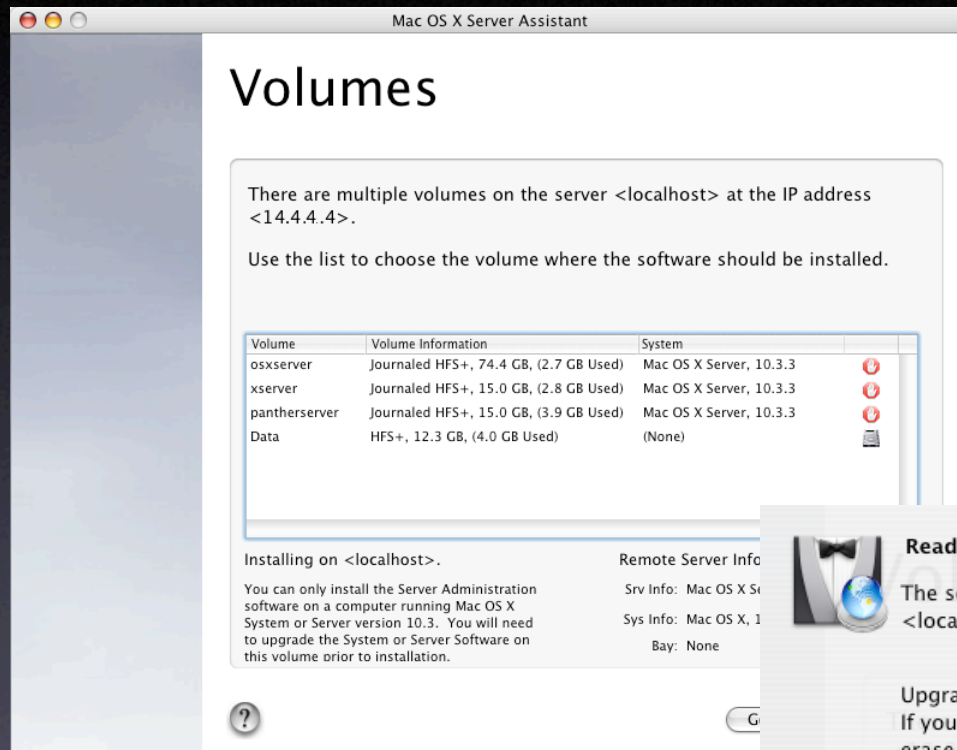 Mac OS X Server Assistant
Volumes
There are multiple volumes on the server <localhost> at the IP address
<14.4.4.4>.
Use the list to choose the volume where the software should be installed.
Volume Volume Information System
osxserver Journaled HFS+, 74.4 GB, (2.7 GB Used) Mac OS X Server, 10.3.3
xserver Journaled HFS+, 15.0 GB, (2.8 GB Used) Mac OS X Server, 10.3.3
pantherserver Journaled HFS+, 15.0 GB, (3.9 GB Used) Mac OS X Server, 10.3.3
Data HFS+, 12.3 GB, (4.0 GB Used) (None)
Installing on <localhost>.
You can only install the Server Administration
software on a computer running Mac OS X
System or Server version 10.3. You will need
to upgrade the System or Server Software on
this volume prior to installation.
Remote Server Info
Srv Info: Mac OS X Se
Sys Info: Mac OS X, 1
Bay: None
?
G
Read
The s
<loca
Upgra
If you
erase